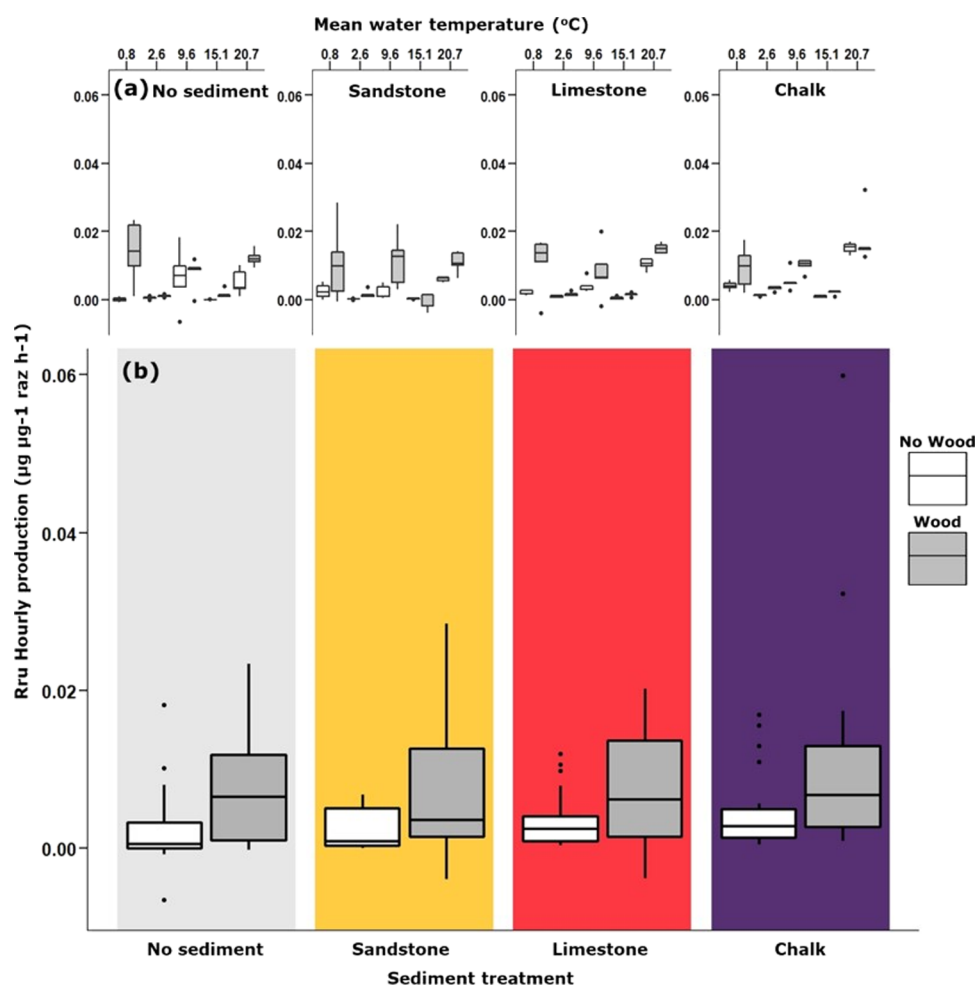 Mean water temperature (ºC)
0.8 2.6 9.6 15.1 20.7 0.8 2.6 9.6 15.1 20.7 0.8 2.6 9.6 15.1 20.7 0.8 2.6 9.6 15.1 20.7
(a) No sediment Sandstone Limestone Chalk
0.06 0.06 0.06 0.06
0.04 0.04 0.04 0.04
0.02 0.02 0.02 0.02
0.00 0.00 0.00 0.00
Rru Hourly production (µg µg-1 raz h-1)
(b)
0.06
0.04
0.02
0.00
No Wood
Wood
No sediment Sandstone Limestone Chalk
Sediment treatment